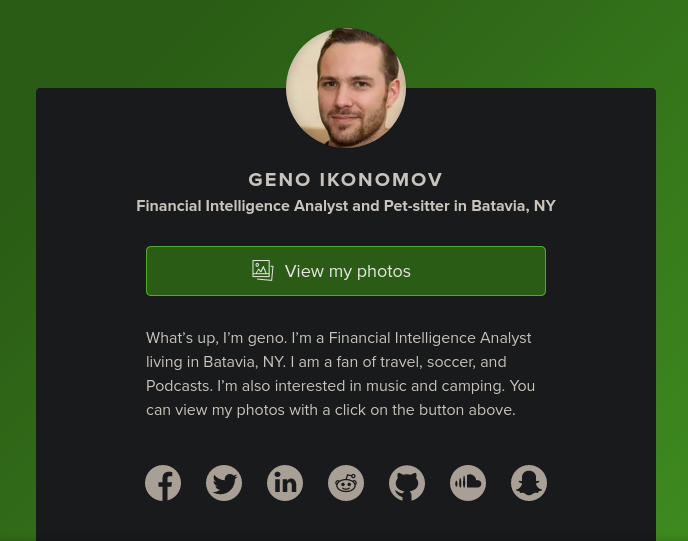 GENO IKONOMOV
Financial Intelligence Analyst and Pet-sitter in Batavia, NY
View my photos
What’s up, I’m geno. I’m a Financial Intelligence Analyst
living in Batavia, NY. I am a fan of travel, soccer, and
Podcasts. I’m also interested in music and camping. You
can view my photos with a click on the button above.